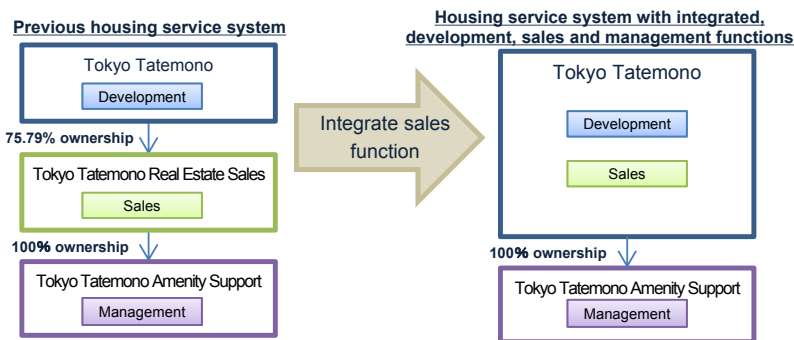 Previous housing service system
Tokyo Tatemono
Development
75.79% ownership
Tokyo Tatemono Real Estate Sales
Sales
100% ownership
Tokyo Tatemono Amenity Support
Management
Integrate sales
function
Housing service system with integrated,
development, sales and management functions
Tokyo Tatemono
Development
Sales
100% ownership
Tokyo Tatemono Amenity Support
Management